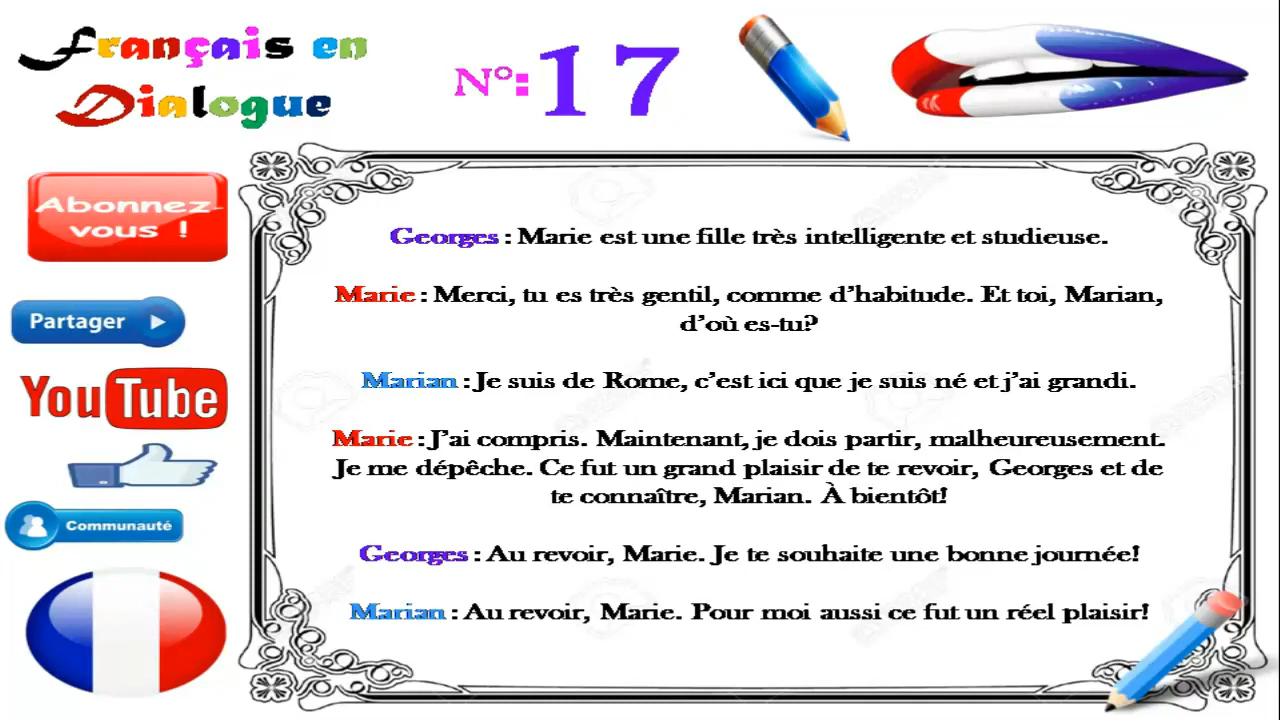 Français en
Dialogue
N°:17
Abonnez-
vous !
Partager
YouTube
Communauté
Georges : Marie est une fille très intelligente et studieuse.
Marie : Merci, tu es très gentil, comme d’habitude. Et toi, Marian,
d’où es-tu?
Marian : Je suis de Rome, c’est ici que je suis né et j’ai grandi.
Marie : J’ai compris. Maintenant, je dois partir, malheureusement.
Je me dépêche. Ce fut un grand plaisir de te revoir, Georges et de
te connaître, Marian. À bientôt!
Georges : Au revoir, Marie. Je te souhaite une bonne journée!
Marian : Au revoir, Marie. Pour moi aussi ce fut un réel plaisir!